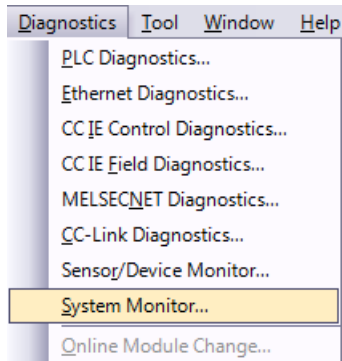 Diagnostics Tool Window Help
PLC Diagnostics...
Ethernet Diagnostics...
CC IE Control Diagnostics...
CC IE Field Diagnostics...
MELSECNET Diagnostics...
CC-Link Diagnostics...
Sensor/Device Monitor...
System Monitor...
Online Module Change...